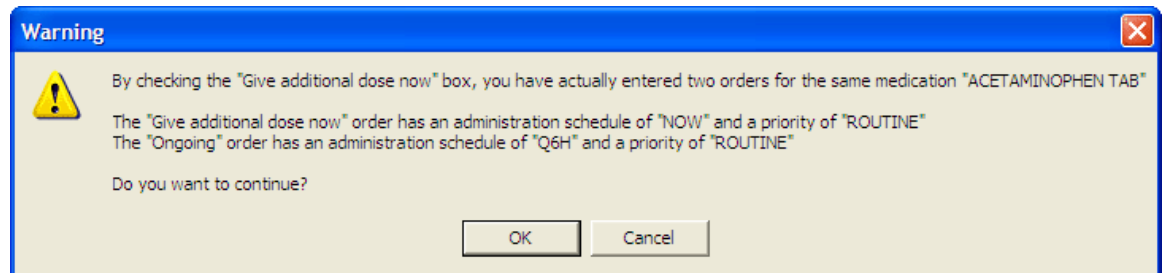 Warning
By checking the "Give additional dose now" box, you have actually entered two orders for the same medication "ACETAMINOPHEN TAB"
The "Give additional dose now" order has an administration schedule of "NOW" and a priority of "ROUTINE"
The "Ongoing" order has an administration schedule of "Q6H" and a priority of "ROUTINE"
Do you want to continue?
OK Cancel